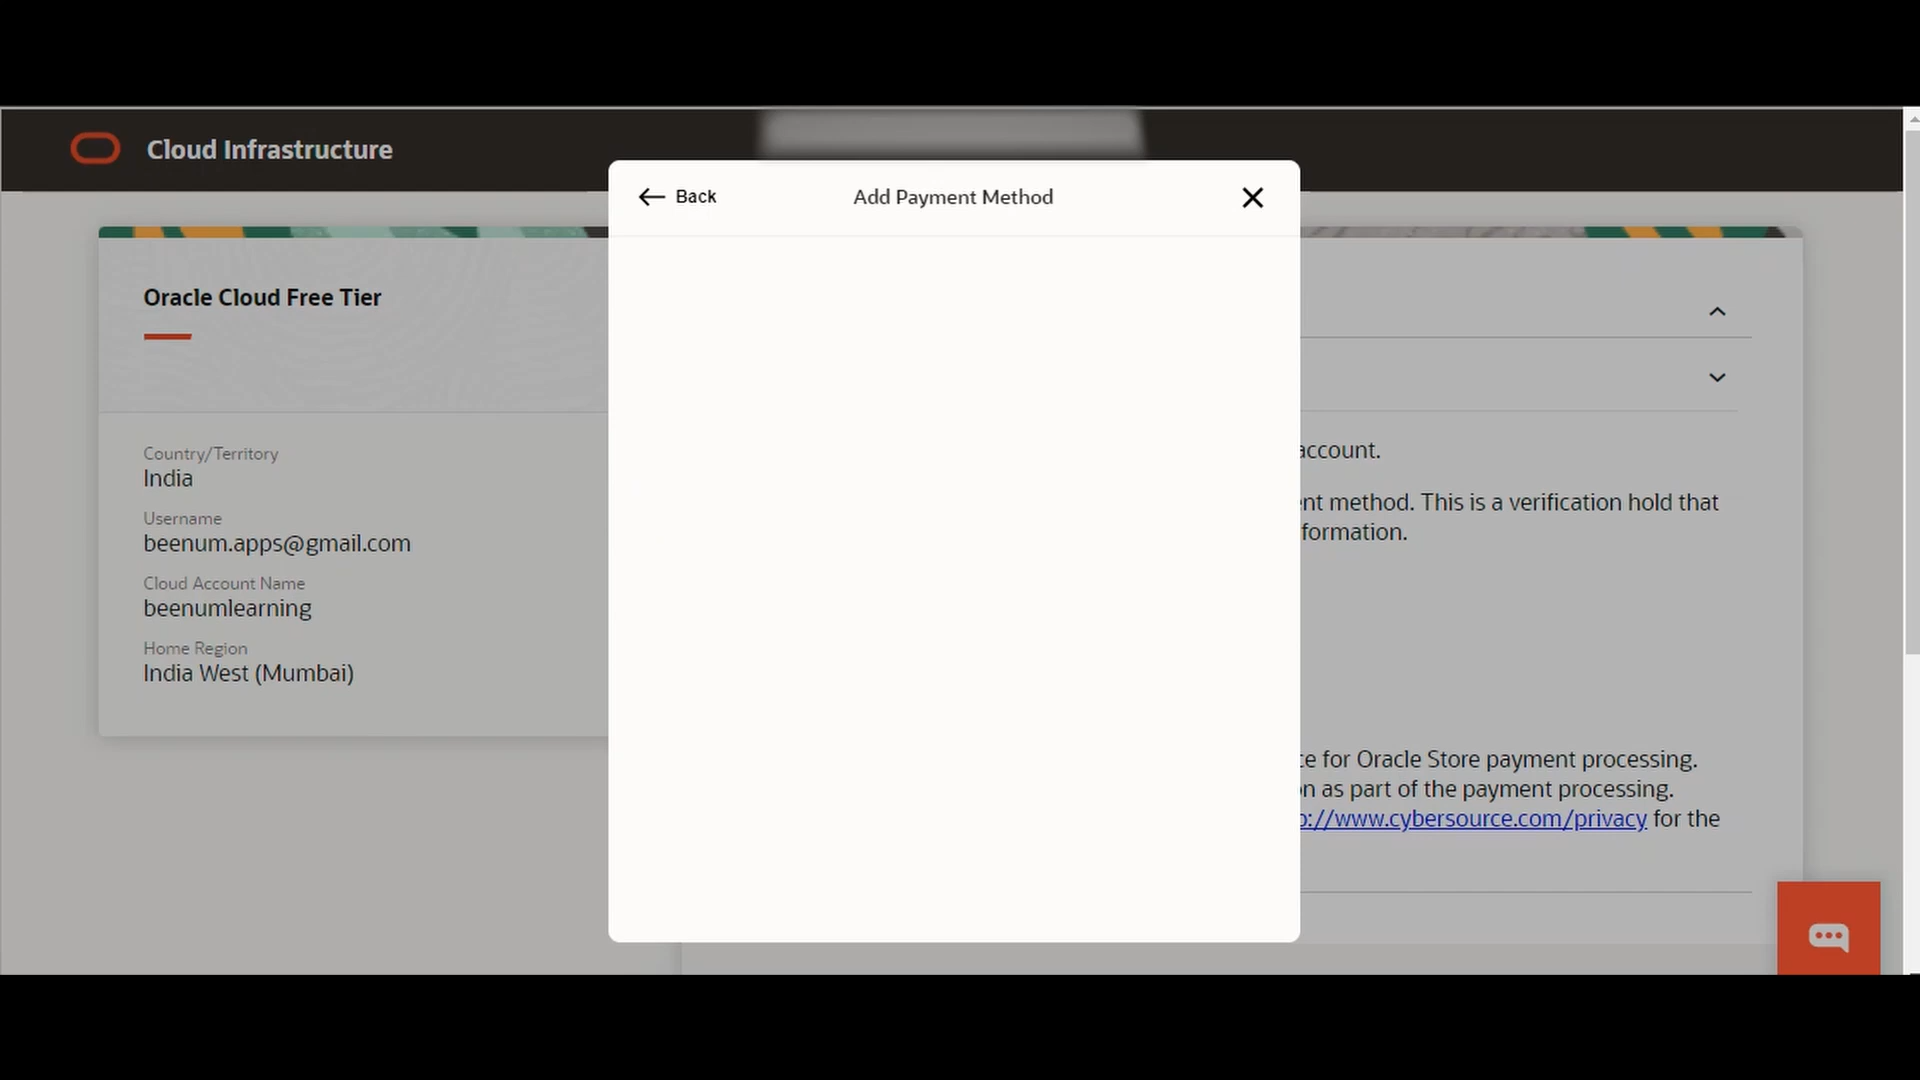 Cloud Infrastructure
Back
Add Payment Method
Oracle Cloud Free Tier
Country/Territory
India
Username
beenum.apps@gmail.com
Cloud Account Name
beenumlearning
Home Region
India West (Mumbai)
account.
method. This is a verification hold that
for Oracle Store payment processing.
as part of the payment processing.
://www.cybersource.com/privacy for the